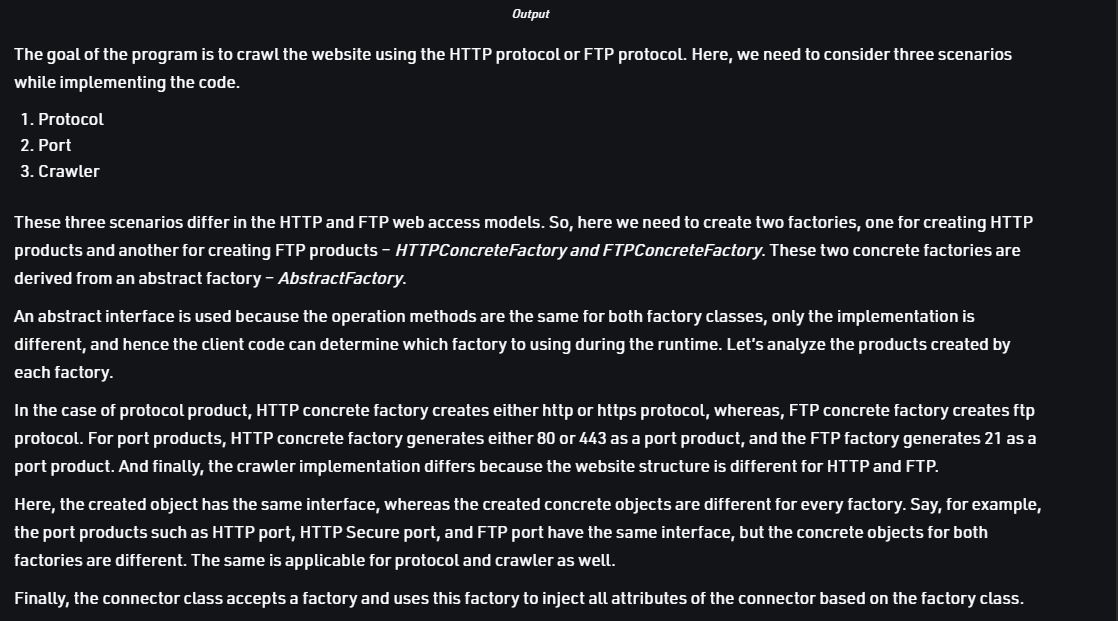 Output
The goal of the program is to crawl the website using the HTTP protocol or FTP protocol. Here, we need to consider three scenarios
while implementing the code.
1. Protocol
2. Port
3. Crawler
These three scenarios differ in the HTTP and FTP web access models. So, here we need to create two factories, one for creating HTTP
products and another for creating FTP products – HTTPConcreteFactory and FTPConcreteFactory. These two concrete factories are
derived from an abstract factory – AbstractFactory.
An abstract interface is used because the operation methods are the same for both factory classes, only the implementation is
different, and hence the client code can determine which factory to using during the runtime. Let's analyze the products created by
each factory.
In the case of protocol product, HTTP concrete factory creates either http or https protocol, whereas, FTP concrete factory creates ftp
protocol. For port products, HTTP concrete factory generates either 80 or 443 as a port product, and the FTP factory generates 21 as a
port product. And finally, the crawler implementation differs because the website structure is different for HTTP and FTP.
Here, the created object has the same interface, whereas the created concrete objects are different for every factory. Say, for example,
the port products such as HTTP port, HTTP Secure port, and FTP port have the same interface, but the concrete objects for both
factories are different. The same is applicable for protocol and crawler as well.
Finally, the connector class accepts a factory and uses this factory to inject all attributes of the connector based on the factory class.